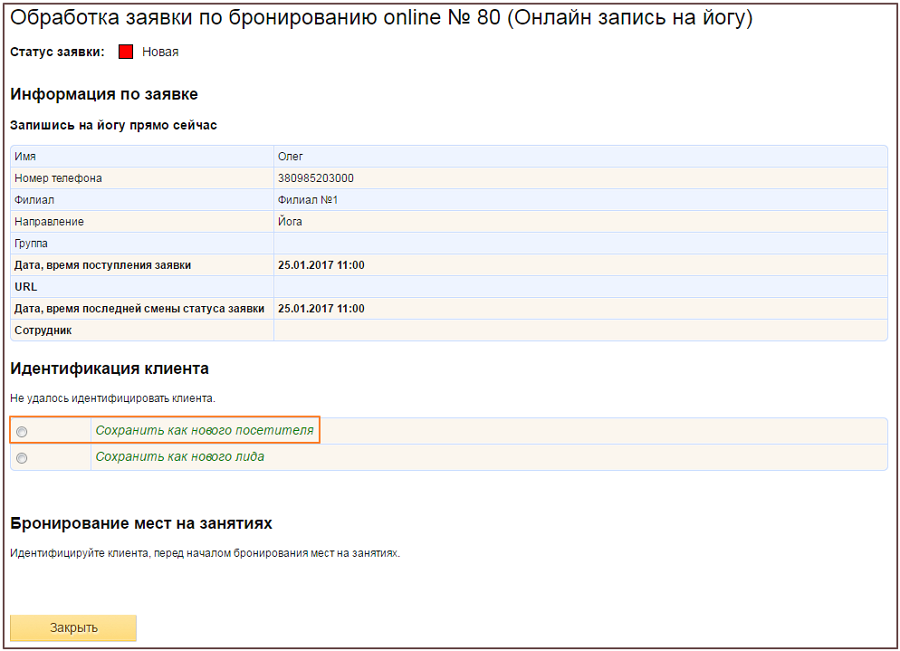 Обработка заявки по бронированию online № 80 (Онлайн запись на йогу)
Статус заявки: Новая
Информация по заявке
Запишись на йогу прямо сейчас
Имя Олег
Номер телефона 380985203000
Филиал Филиал №1
Направление Йога
Группа
Дата, время поступления заявки 25.01.2017 11:00
URL
Дата, время последней смены статуса заявки 25.01.2017 11:00
Сотрудник
Идентификация клиента
Не удалось идентифицировать клиента.
Сохранить как нового посетителя
Сохранить как нового лида
Бронирование мест на занятиях
Идентифицируйте клиента, перед началом бронирования мест на занятиях.
Закрыть